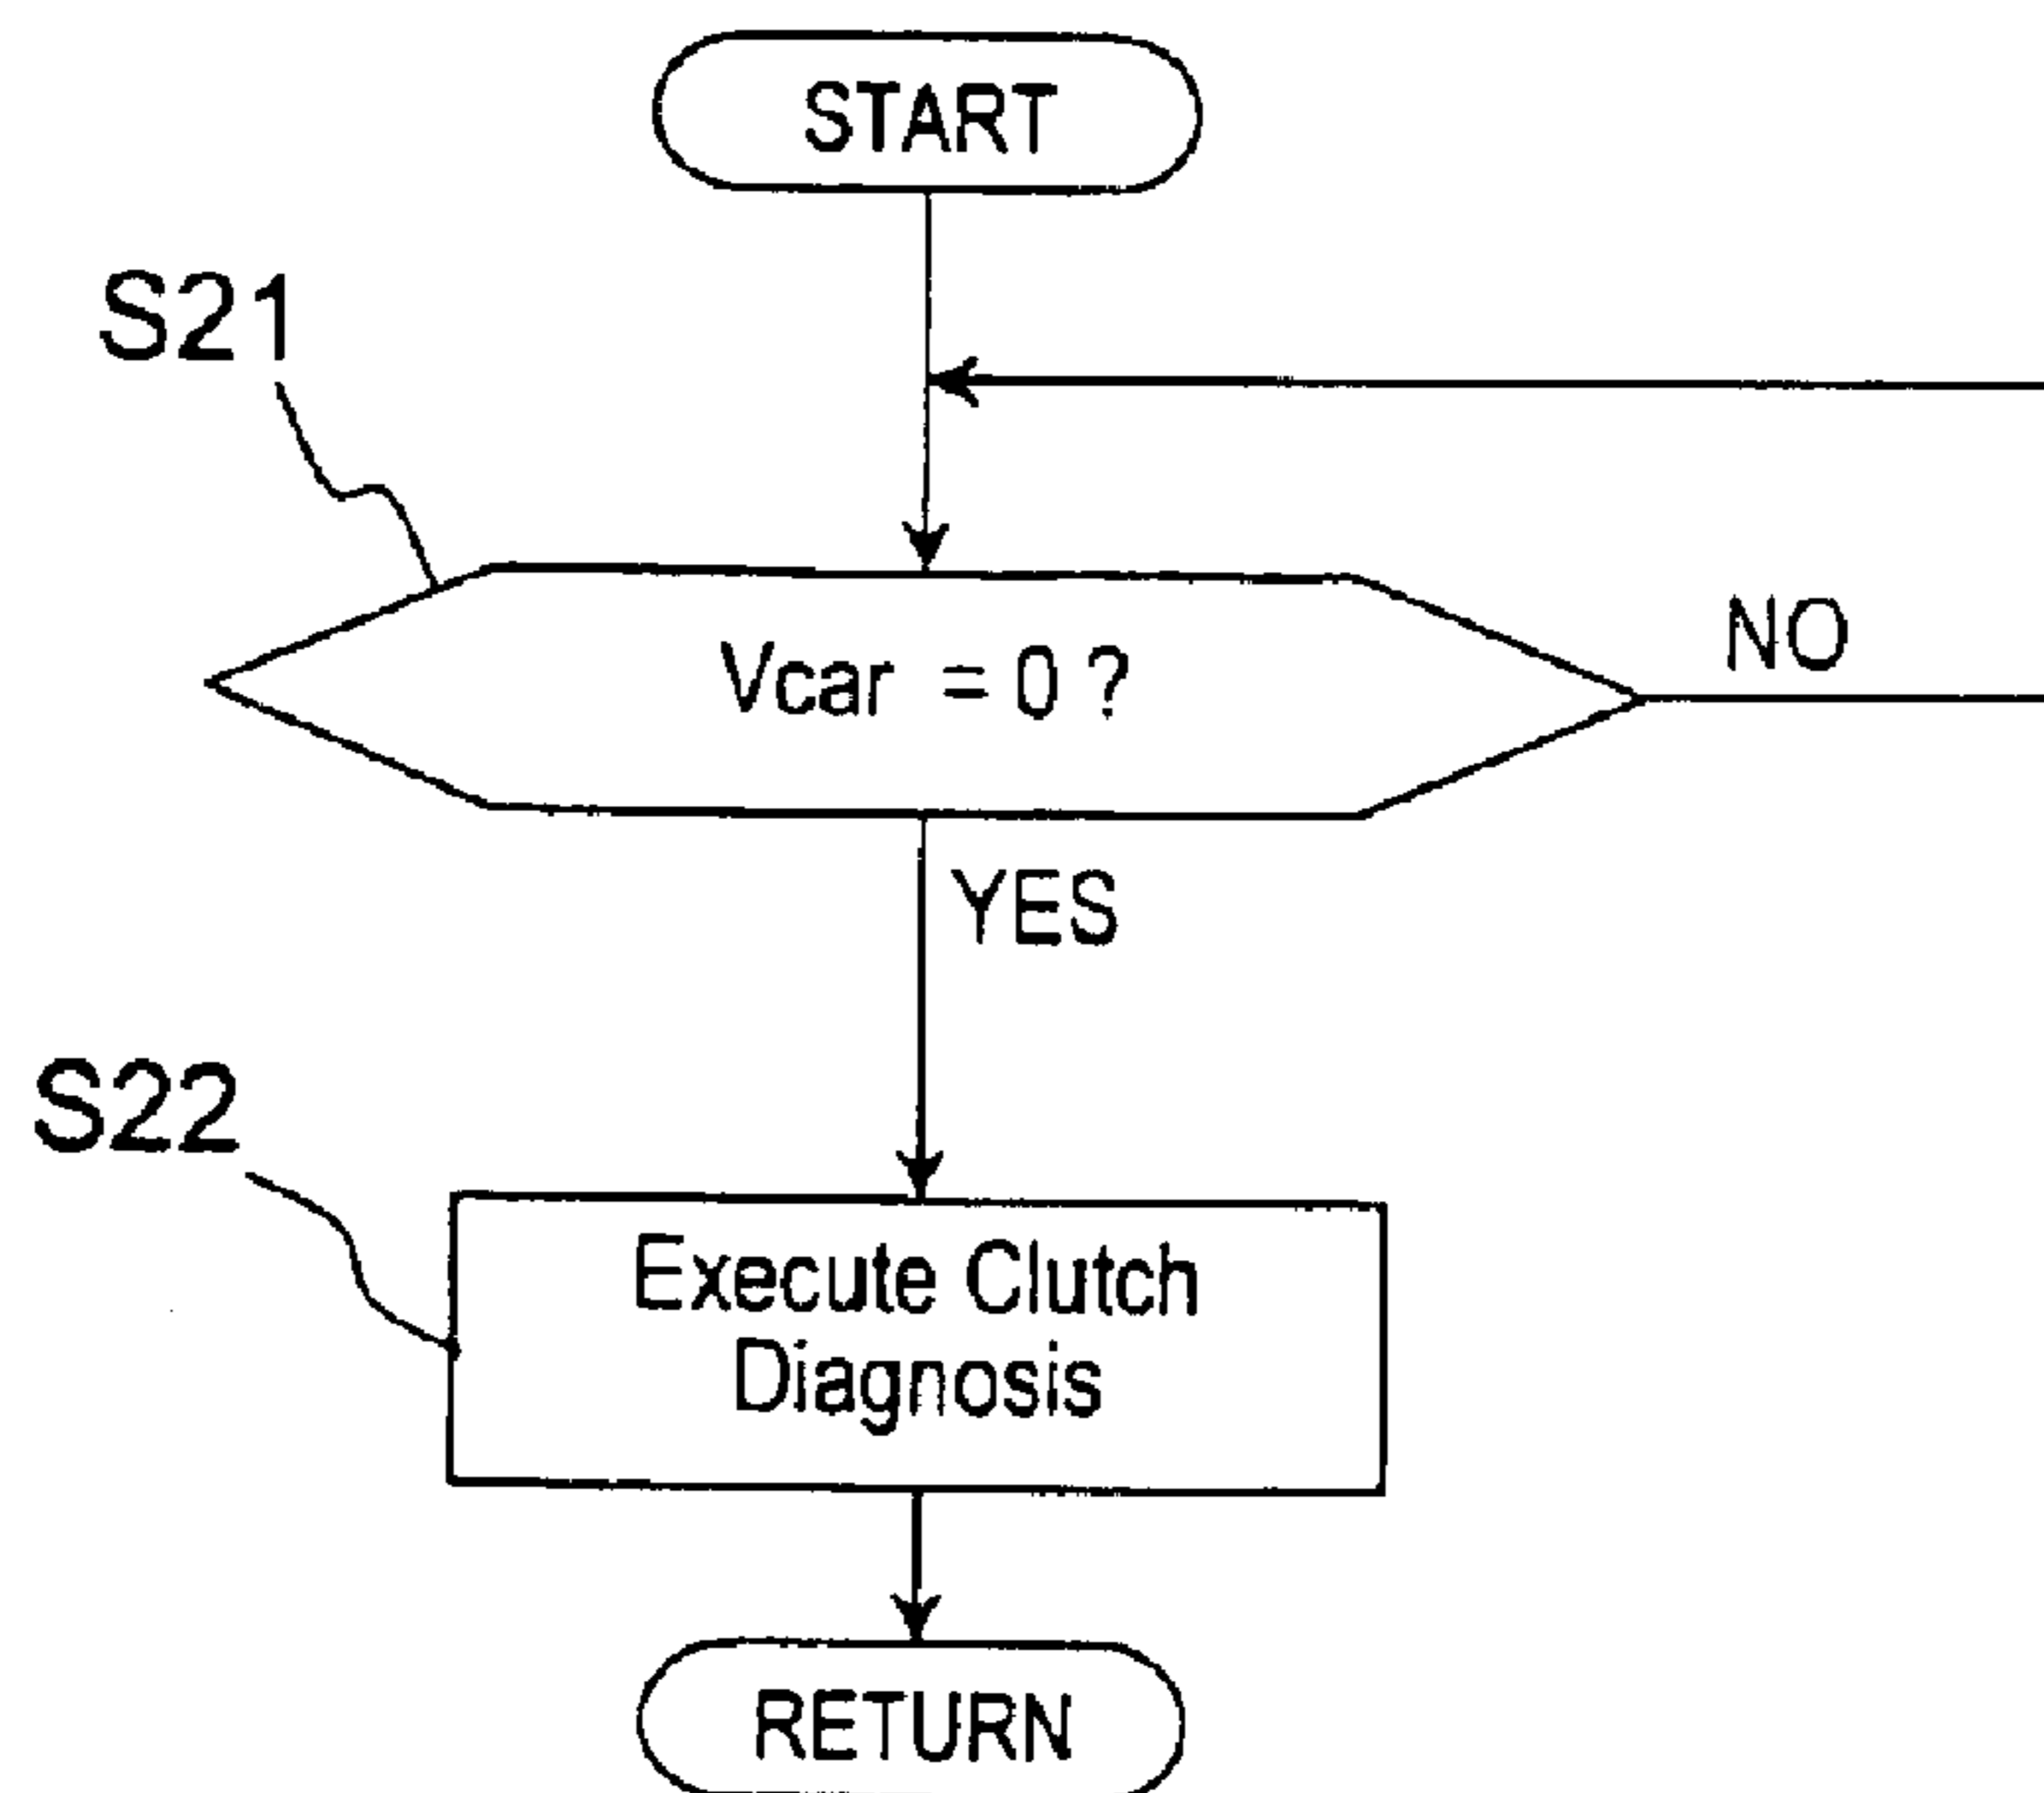 START
S21
Vcar = 0 ?
NO
YES
S22
Execute Clutch
Diagnosis
RETURN